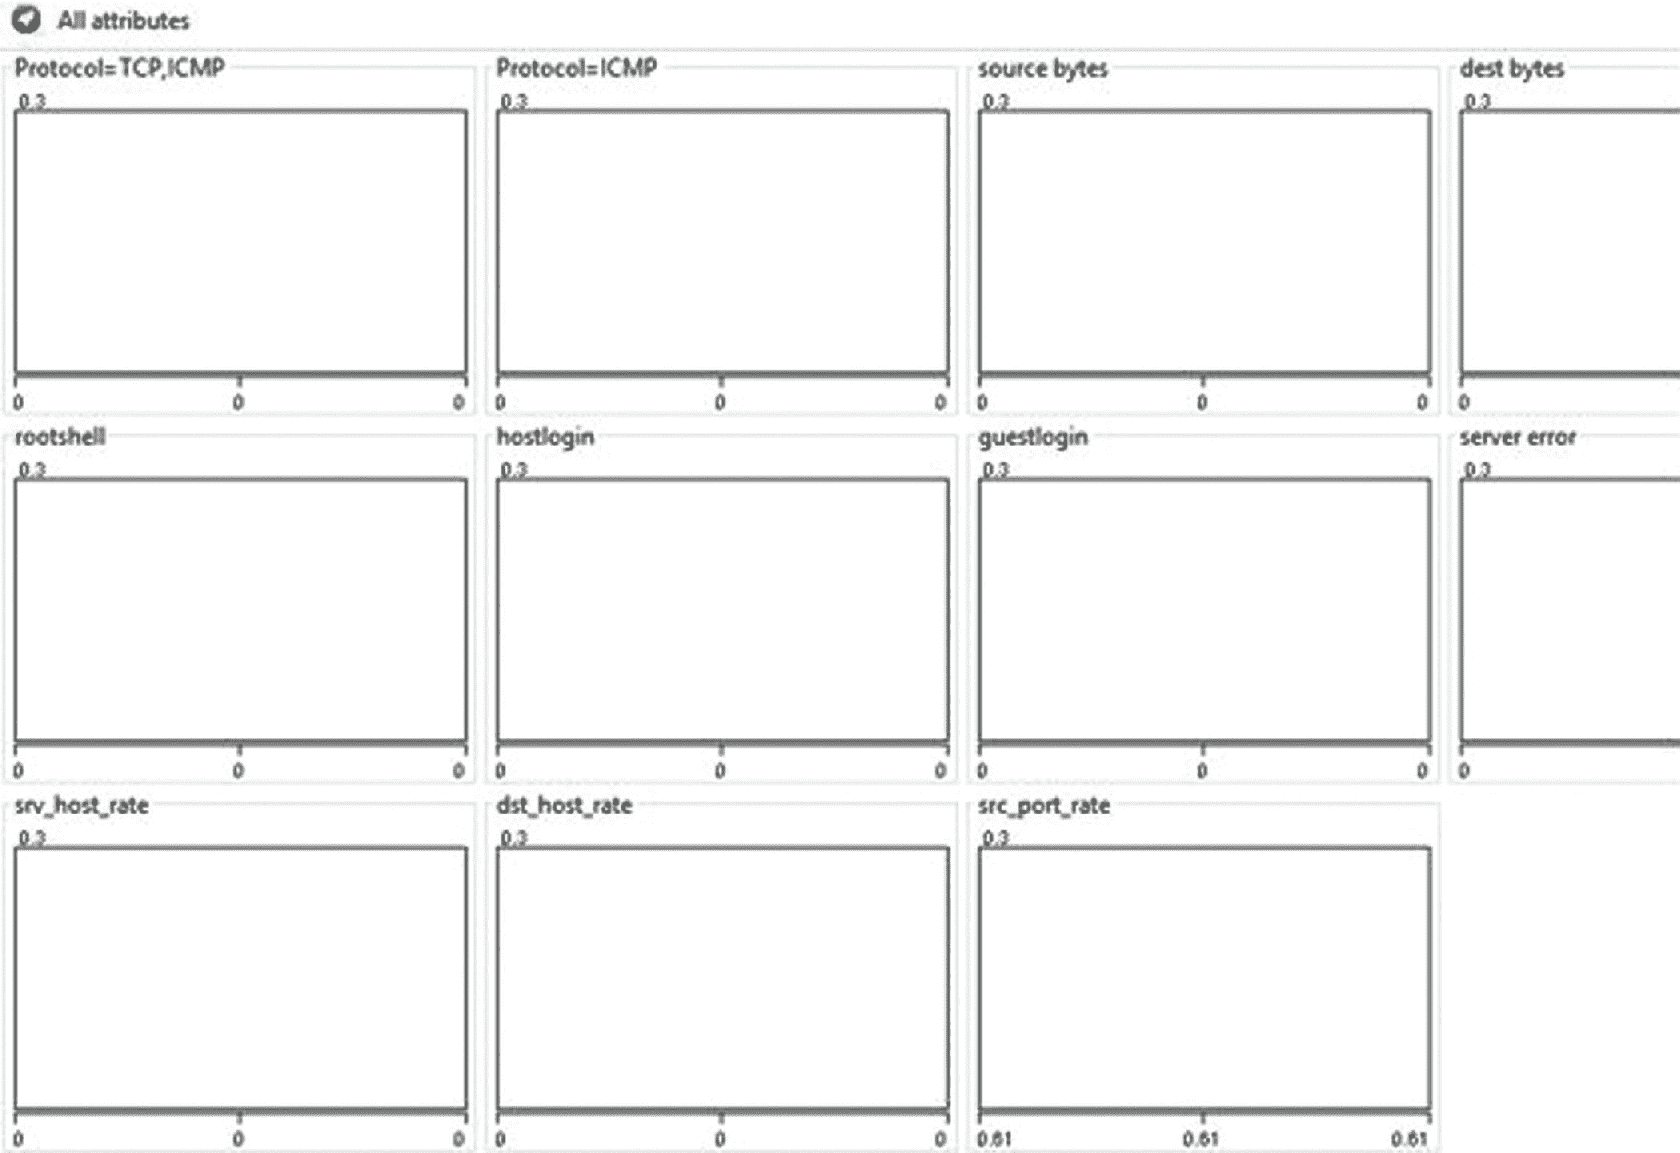 All attributes
Protocol=TCP,ICMP Protocol=ICMP source bytes dest bytes
0.3 0.3 0.3 0.3
0 0 0 0 0 0 0 0 0 0
rootshell hostlogin guestlogin server error
0.3 0.3 0.3 0.3
0 0 0 0 0 0 0 0 0 0
srv_host_rate dst_host_rate src_port_rate
0.3 0.3 0.3
0 0 0 0 0 0 0.61 0.61 0.61